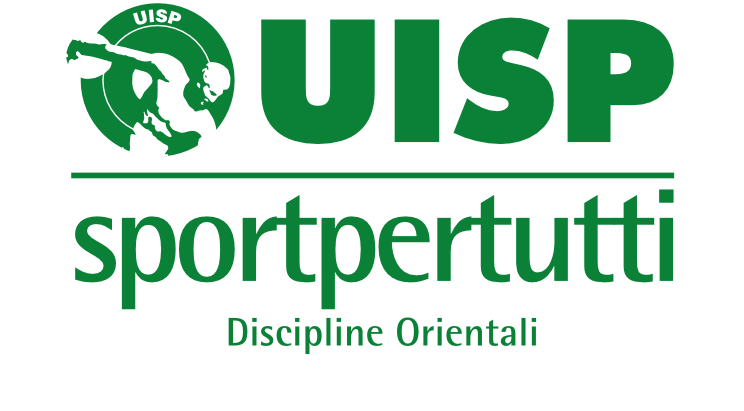 UISP
UISP
sportpertutti
Discipline Orientali